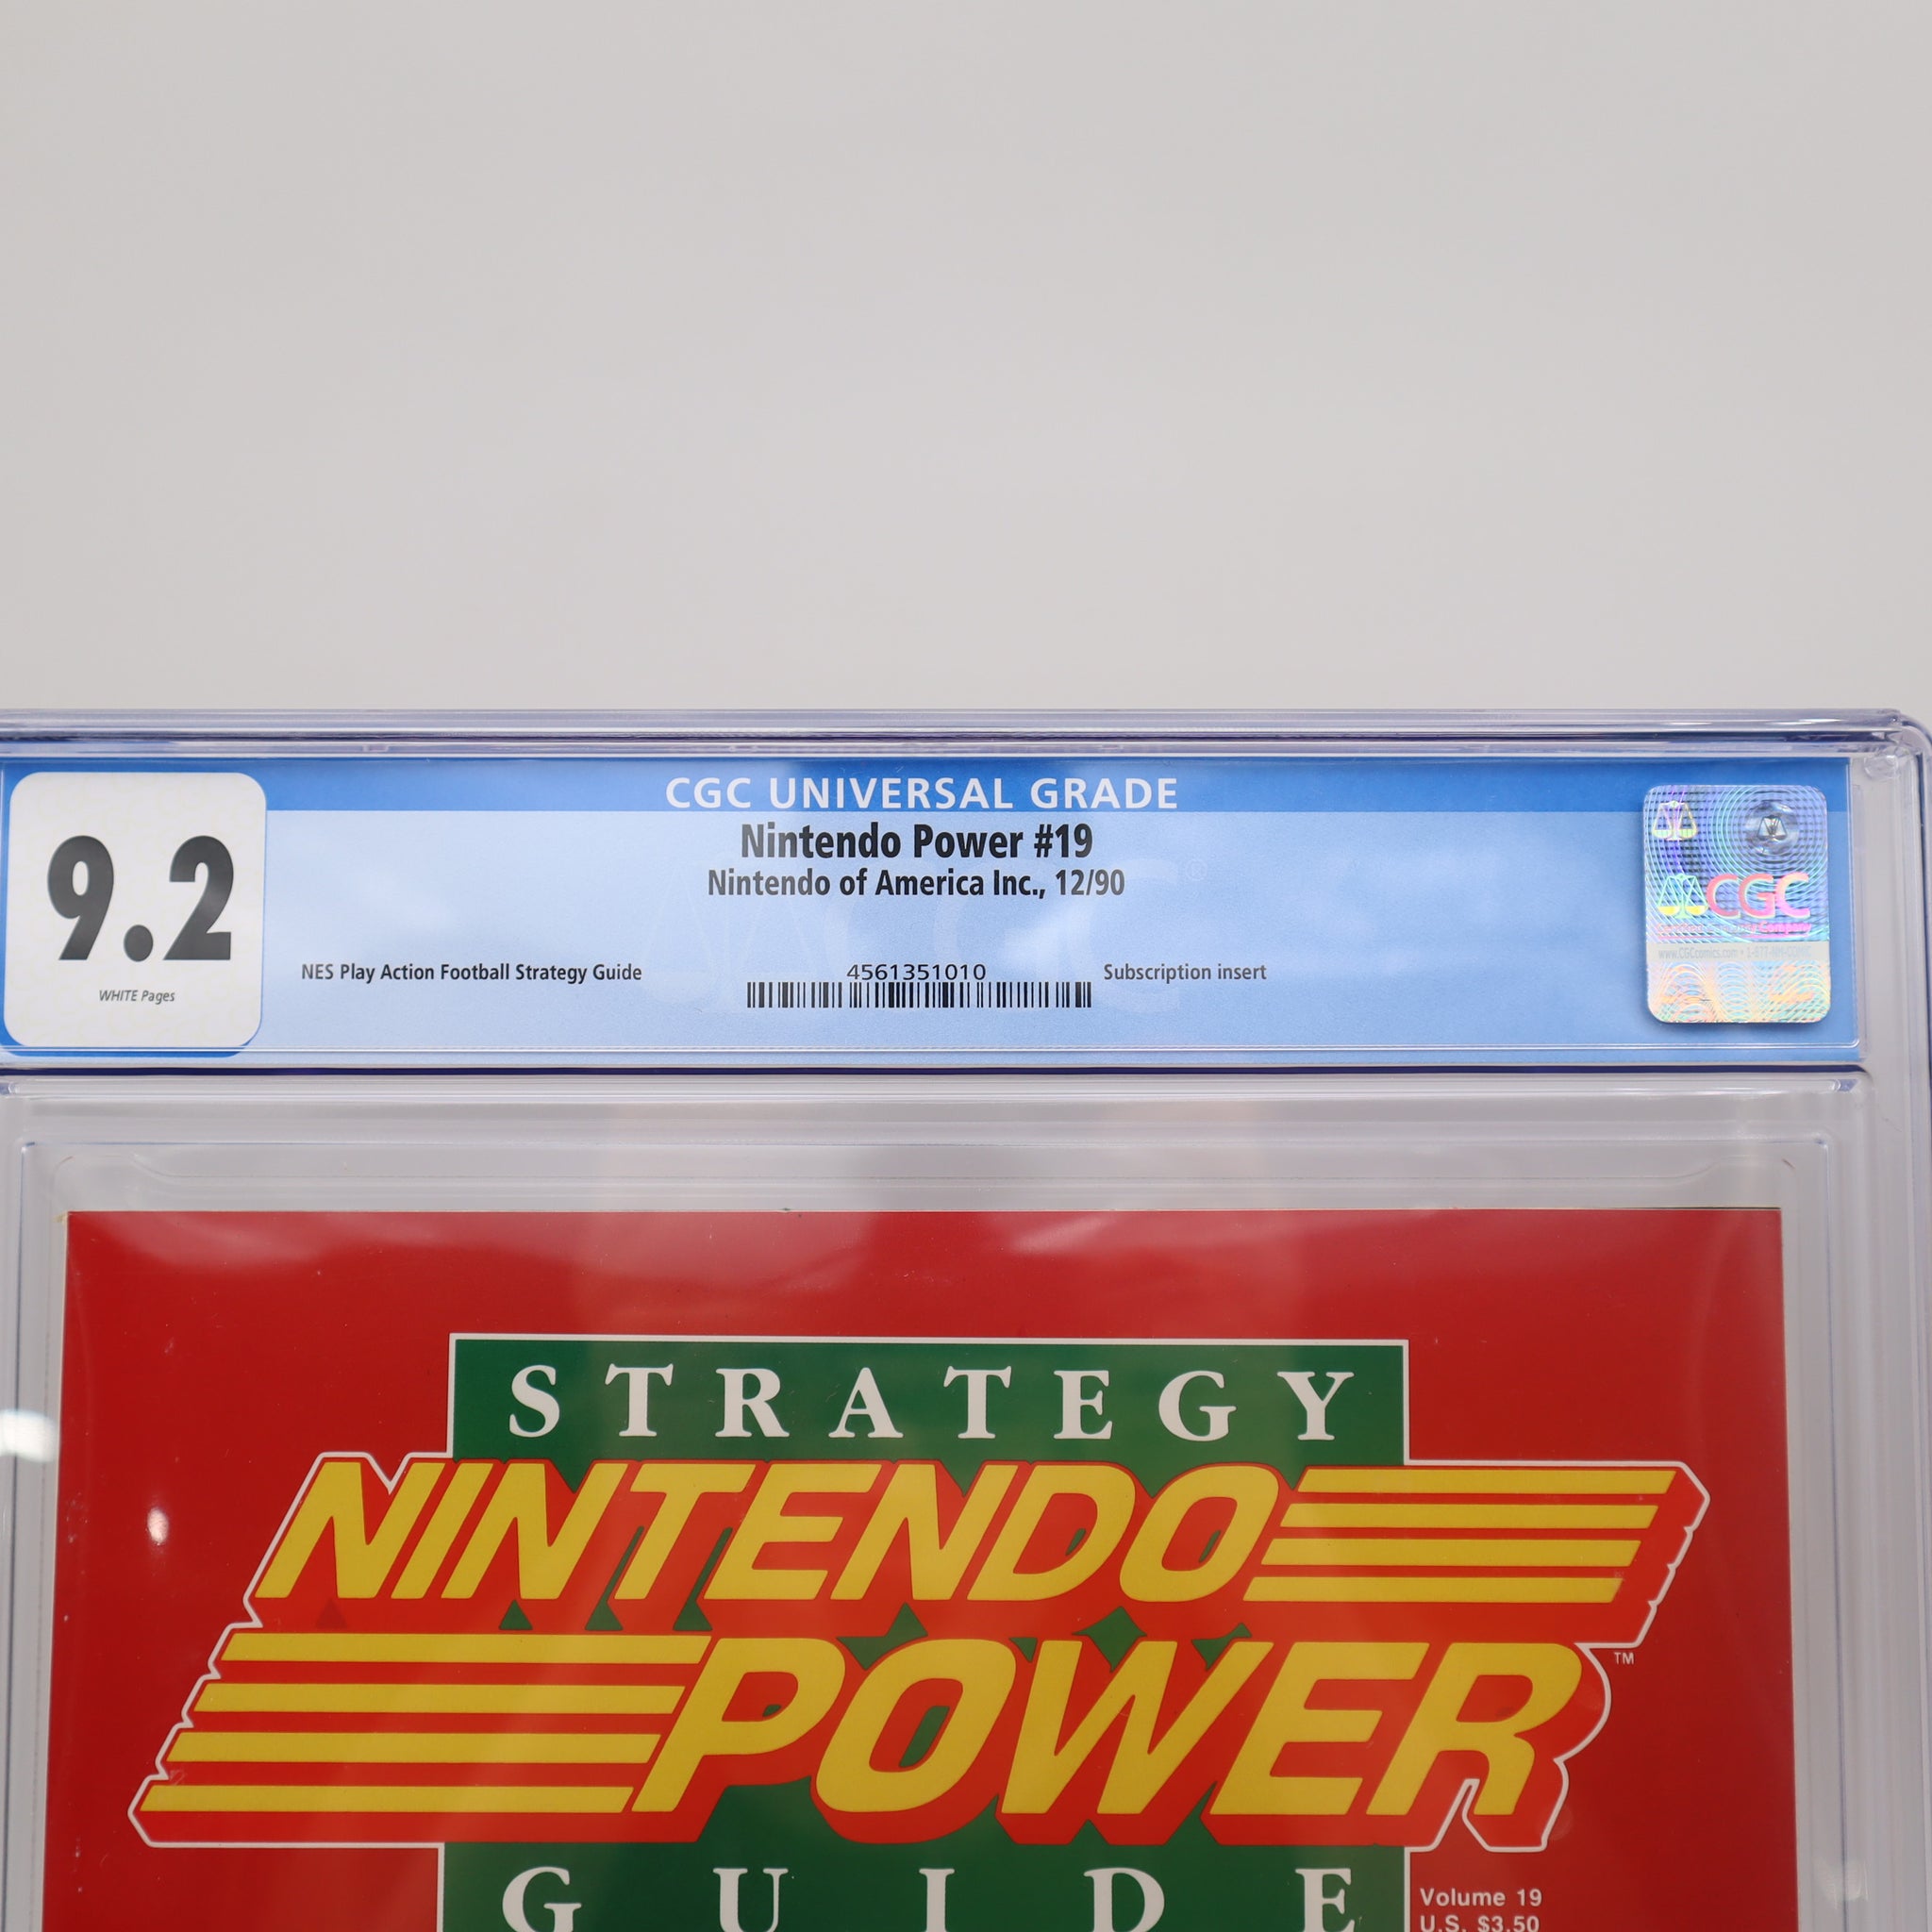 CGC UNIVERSAL GRADE
9.2
WHITE Pages
Nintendo Power #19
Nintendo of America Inc., 12/90
NES Play Action Football Strategy Guide
4561351010
Subscription insert
CGC
STRATEGY
NINTENDO
POWER
TM
GUIDE
Volume 19
U.S. $3.50